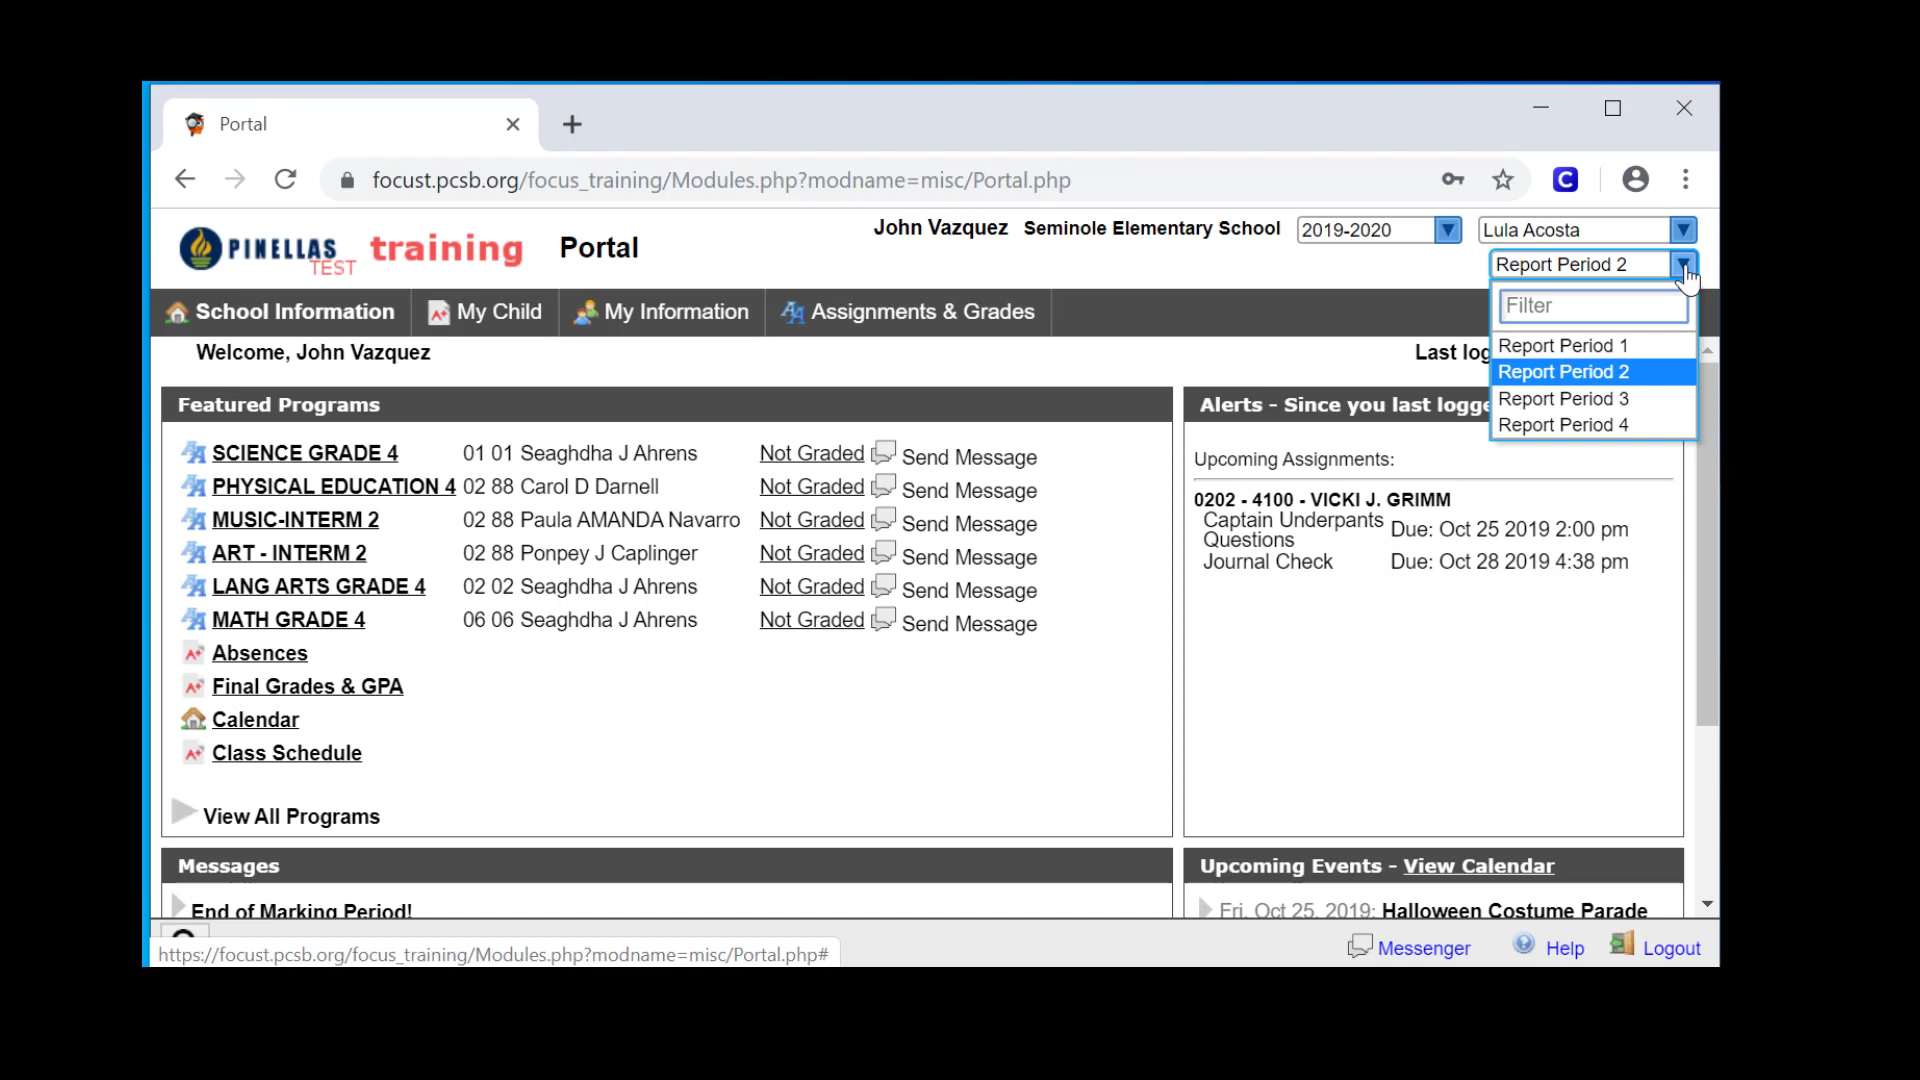 Portal
focust.pcsb.org/focus_training/Modules.php?modname=misc/Portal.php
PINELLAS TEST training Portal
John Vazquez Seminole Elementary School 2019-2020 Lula Acosta
Report Period 2
School Information My Child My Information Assignments & Grades
Filter
Report Period 1
Report Period 2
Report Period 3
Report Period 4
Welcome, John Vazquez
Last log
Featured Programs
SCIENCE GRADE 4 01 01 Seaghdha J Ahrens Not Graded Send Message
PHYSICAL EDUCATION 4 02 88 Carol D Darnell Not Graded Send Message
MUSIC-INTERM 2 02 88 Paula AMANDA Navarro Not Graded Send Message
ART - INTERM 2 02 88 Ponpey J Caplinger Not Graded Send Message
LANG ARTS GRADE 4 02 02 Seaghdha J Ahrens Not Graded Send Message
MATH GRADE 4 06 06 Seaghdha J Ahrens Not Graded Send Message
Absences
Final Grades & GPA
Calendar
Class Schedule
View All Programs
Alerts - Since you last logge
Upcoming Assignments:
0202 - 4100 - VICKI J. GRIMM
Captain Underpants
Questions Due: Oct 25 2019 2:00 pm
Journal Check Due: Oct 28 2019 4:38 pm
Messages
End of Marking Period!
Upcoming Events - View Calendar
Fri, Oct 25, 2019: Halloween Costume Parade
https://focust.pcsb.org/focus_training/Modules.php?modname=misc/Portal.php#
Messenger Help Logout